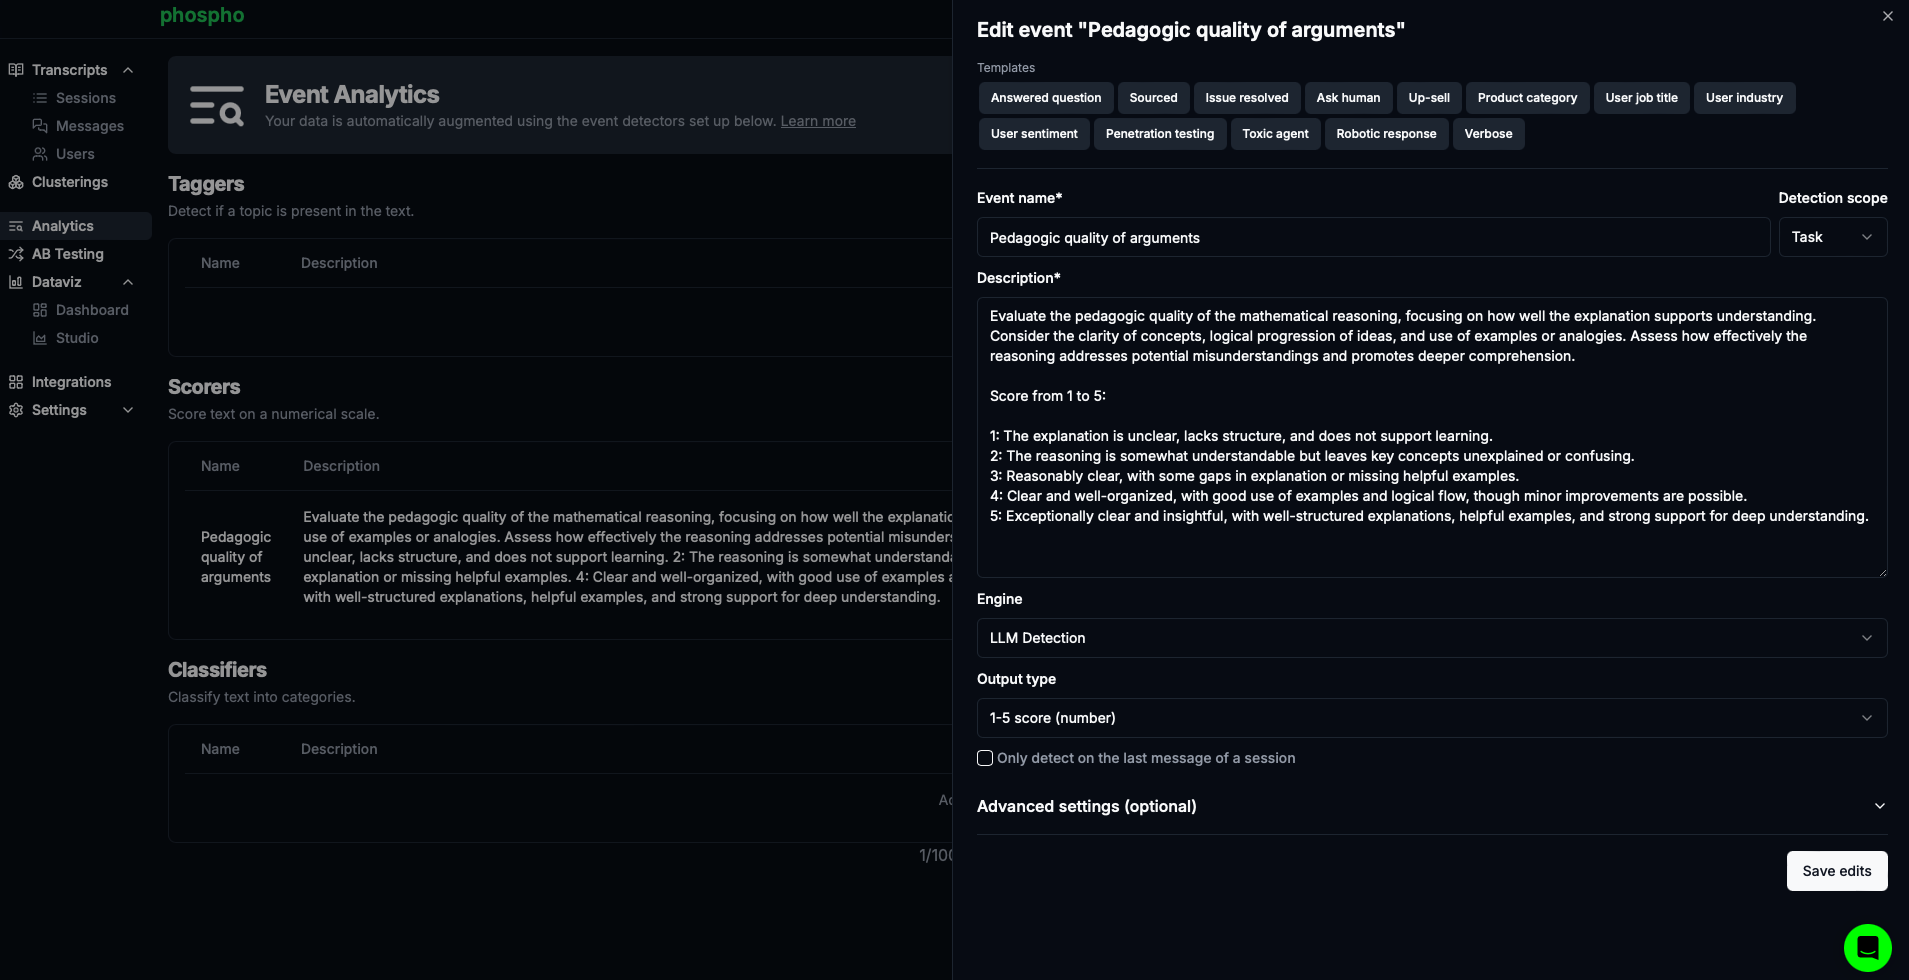 phospho
Transcripts
Sessions
Messages
Users
Clusterings
Analytics
AB Testing
Dataviz
Dashboard
Studio
Integrations
Settings
Event Analytics
Your data is automatically augmented using the event detectors set up below. Learn more
Taggers
Detect if a topic is present in the text.
Name Description
Scorers
Score text on a numerical scale.
Name Description
Pedagogic
quality of
arguments
Evaluate the pedagogic quality of the mathematical reasoning, focusing on how well the explanatio
use of examples or analogies. Assess how effectively the reasoning addresses potential misunders
unclear, lacks structure, and does not support learning. 2: The reasoning is somewhat understanda
explanation or missing helpful examples. 4: Clear and well-organized, with good use of examples a
with well-structured explanations, helpful examples, and strong support for deep understanding.
Classifiers
Classify text into categories.
Name Description
Ad
1/100
Edit event "Pedagogic quality of arguments"
Templates
Answered question Sourced Issue resolved Ask human Up-sell Product category User job title User industry
User sentiment Penetration testing Toxic agent Robotic response Verbose
Event name* Detection scope
Pedagogic quality of arguments Task
Description*
Evaluate the pedagogic quality of the mathematical reasoning, focusing on how well the explanation supports understanding.
Consider the clarity of concepts, logical progression of ideas, and use of examples or analogies. Assess how effectively the
reasoning addresses potential misunderstandings and promotes deeper comprehension.
Score from 1 to 5:
1: The explanation is unclear, lacks structure, and does not support learning.
2: The reasoning is somewhat understandable but leaves key concepts unexplained or confusing.
3: Reasonably clear, with some gaps in explanation or missing helpful examples.
4: Clear and well-organized, with good use of examples and logical flow, though minor improvements are possible.
5: Exceptionally clear and insightful, with well-structured explanations, helpful examples, and strong support for deep understanding.
Engine
LLM Detection
Output type
1-5 score (number)
Only detect on the last message of a session
Advanced settings (optional)
Save edits